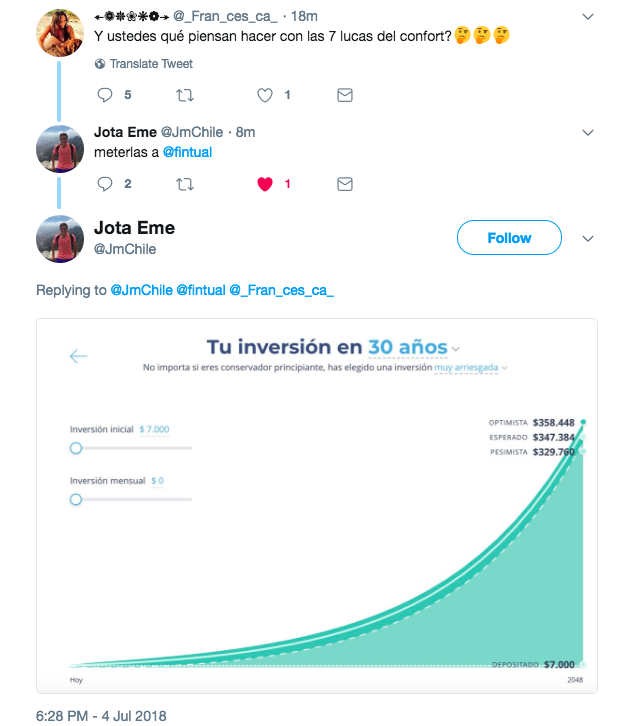 @_Fran_ces_ca_ · 18m
Y ustedes qué piensan hacer con las 7 lucas del confort?🤔🤔🤔
Translate Tweet
5 1
Jota Eme @JmChile · 8m
meterlas a @fintual
2 1
Jota Eme
@JmChile
Follow
Replying to @JmChile @fintual @_Fran_ces_ca_
Tu inversión en 30 años
No importa si eres conservador principiante, has elegido una inversión muy arriesgada
Inversión inicial $ 7.000
Inversión mensual $ 0
OPTIMISTA $358.448
ESPERADO $347.384
PESIMISTA $329.760
DEPOSITADO $7.000
Hoy 2048
6:28 PM - 4 Jul 2018